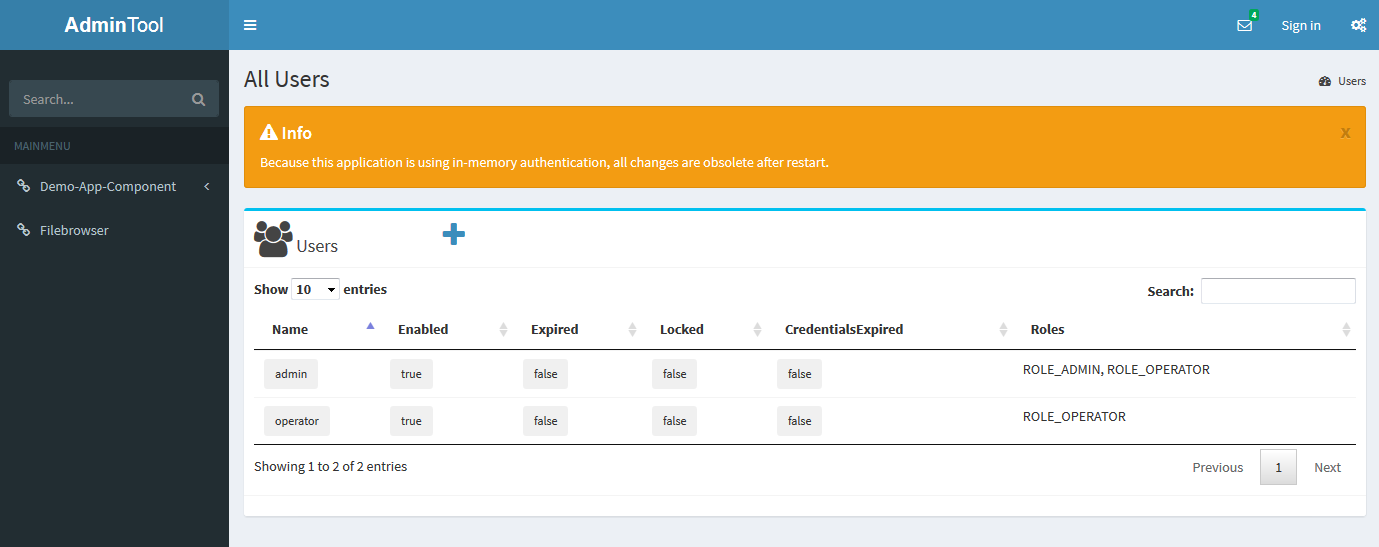 AdminTool
4
Sign in
Search...
MAINMENU
Demo-App-Component
Filebrowser
All Users
Users
Info
x
Because this application is using in-memory authentication, all changes are obsolete after restart.
Users
Show 10 entries
Search:
Name Enabled Expired Locked CredentialsExpired Roles
admin true false false false ROLE_ADMIN, ROLE_OPERATOR
operator true false false false ROLE_OPERATOR
Showing 1 to 2 of 2 entries
Previous 1 Next